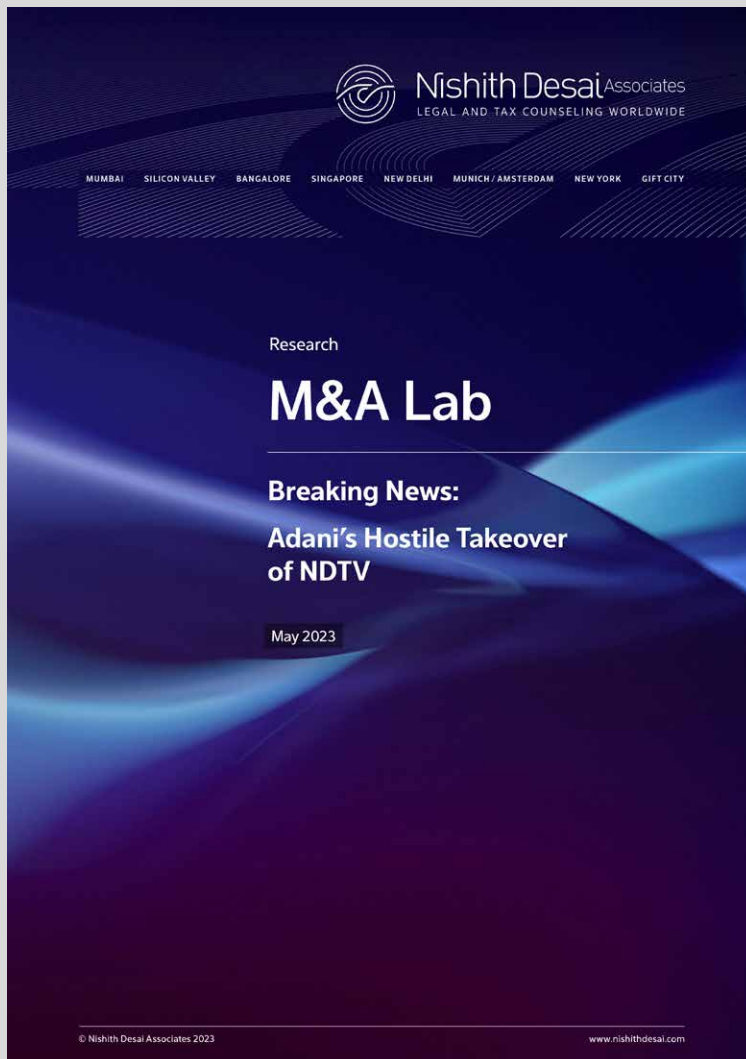 Nishith Desai Associates
LEGAL AND TAX COUNSELING WORLDWIDE
MUMBAI SILICON VALLEY BANGALORE SINGAPORE NEW DELHI MUNICH / AMSTERDAM NEW YORK GIFT CITY
Research
M&A Lab
Breaking News:
Adani’s Hostile Takeover
of NDTV
May 2023
© Nishith Desai Associates 2023 www.nishithdesai.com